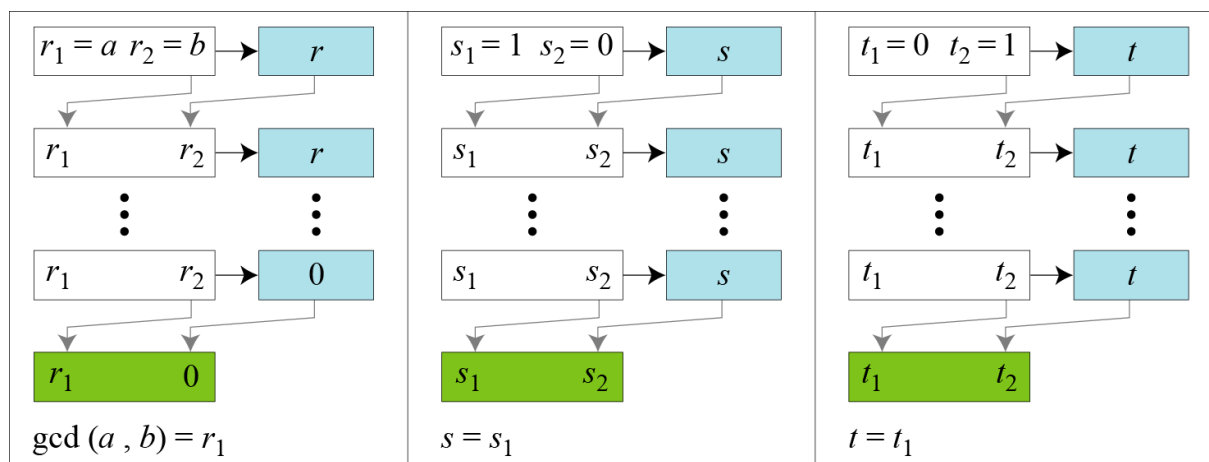 r₁ = a r₂ = b r
r₁ r₂ r
r₁ r₂ 0
r₁ 0
gcd (a , b) = r₁
s₁ = 1 s₂ = 0 s
s₁ s₂ s
s₁ s₂ s
s₁ s₂
s = s₁
t₁ = 0 t₂ = 1 t
t₁ t₂ t
t₁ t₂ t
t₁ t₂
t = t₁